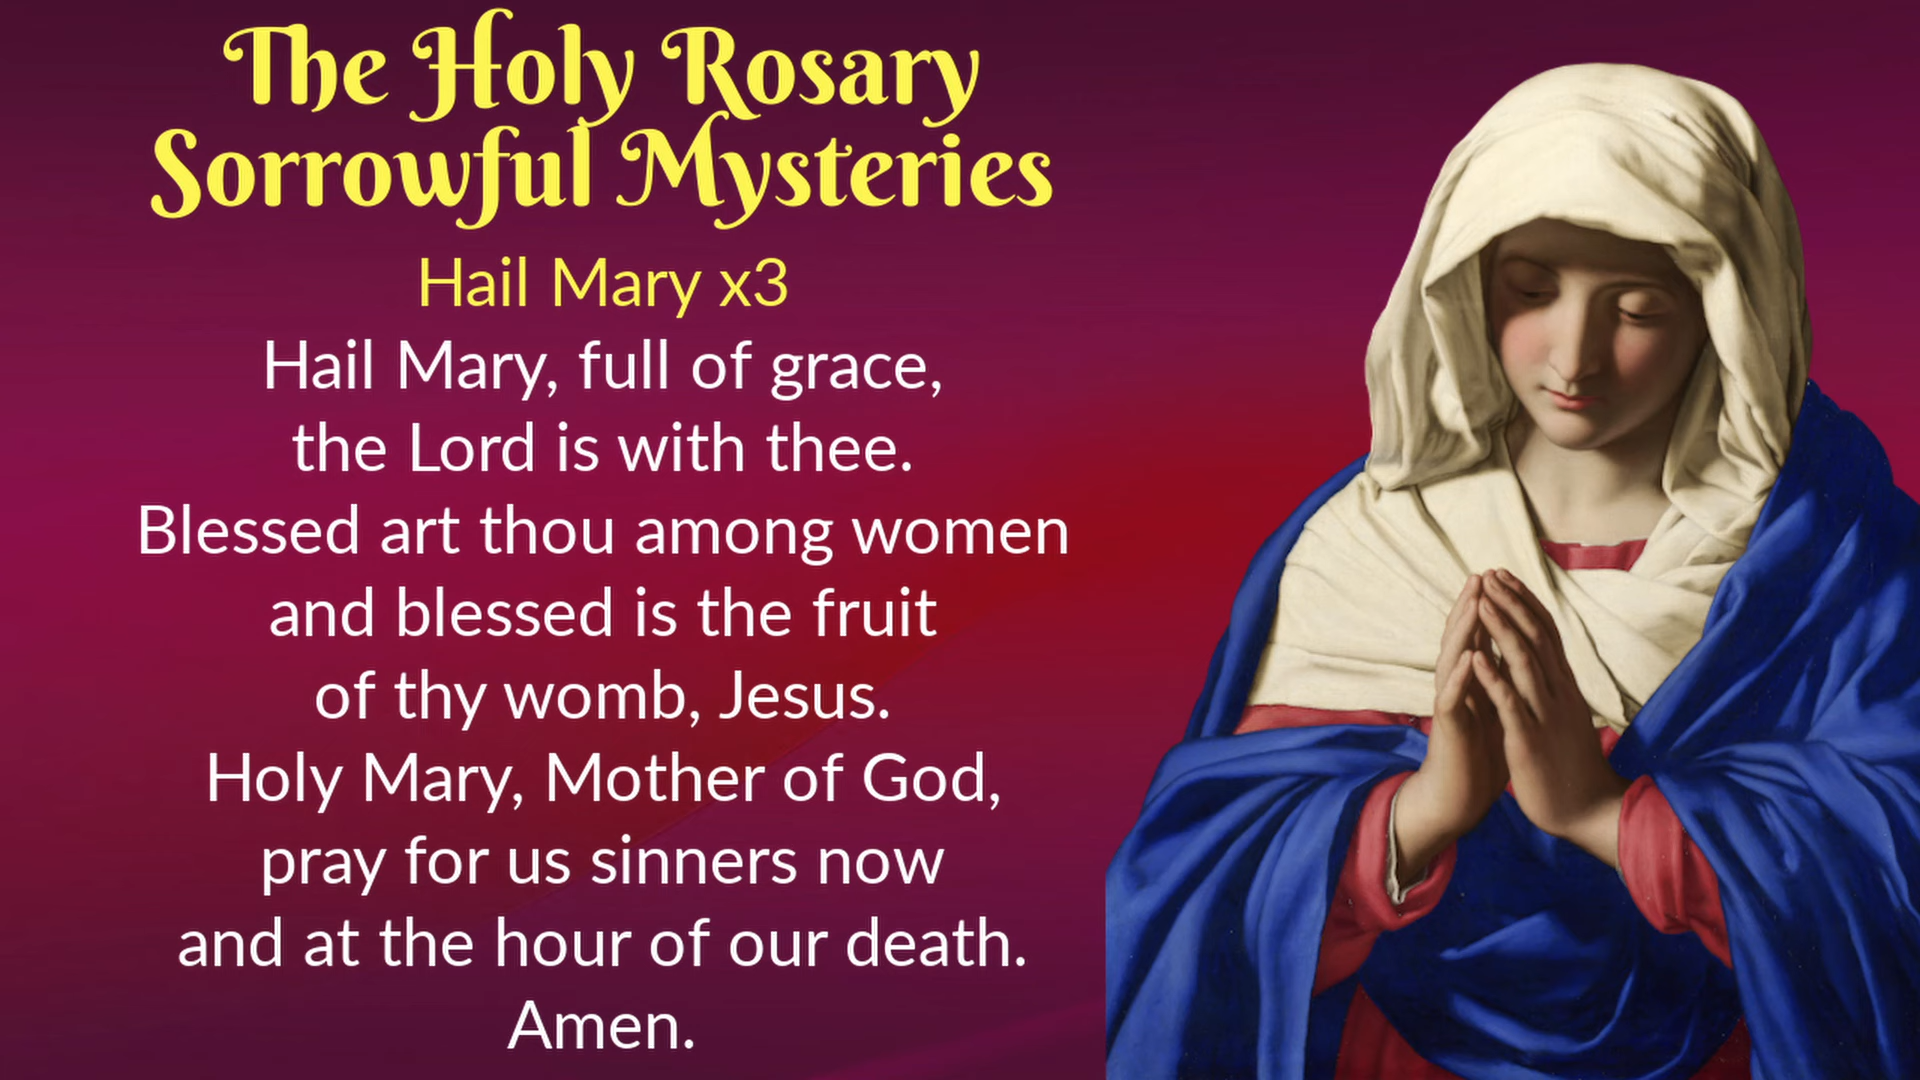 The Holy Rosary
Sorrowful Mysteries
Hail Mary x3
Hail Mary, full of grace,
the Lord is with thee.
Blessed art thou among women
and blessed is the fruit
of thy womb, Jesus.
Holy Mary, Mother of God,
pray for us sinners now
and at the hour of our death.
Amen.